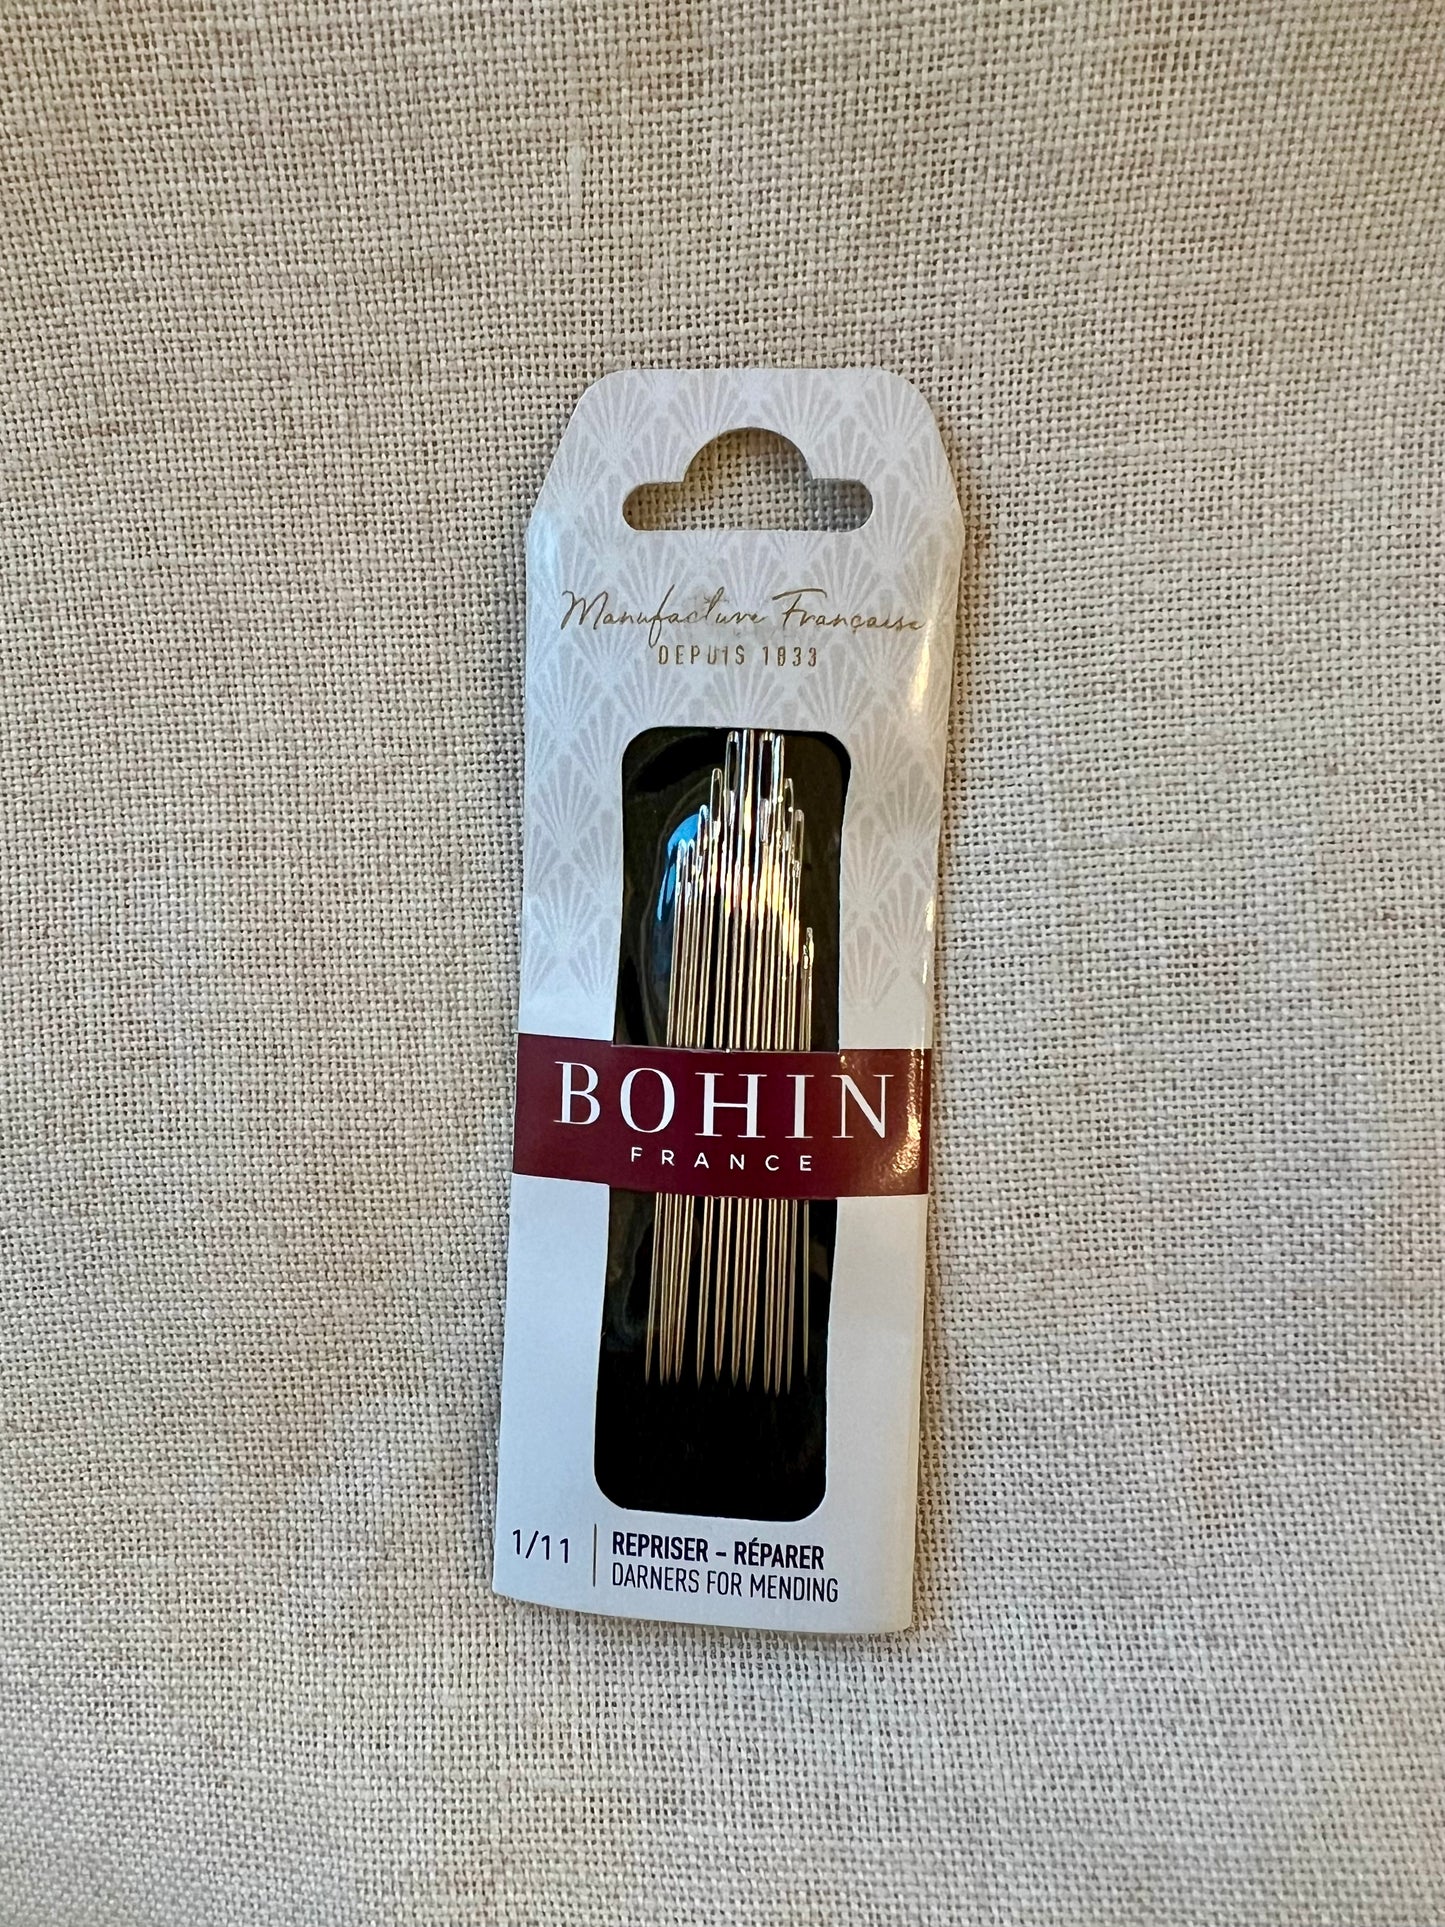 Manufacture Française
DEPUIS 1833
BOHIN
FRANCE
1/11
REPRISER – RÉPARER
DARNERS FOR MENDING